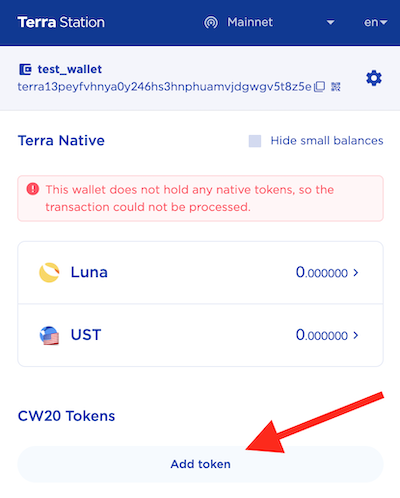 Terra Station
Mainnet
en
test_wallet
terra13peyfvhnya0y246hs3hnphuamvjdgwgv5t8z5e
Terra Native
Hide small balances
This wallet does not hold any native tokens, so the
transaction could not be processed.
Luna
0.000000
UST
0.000000
CW20 Tokens
Add token